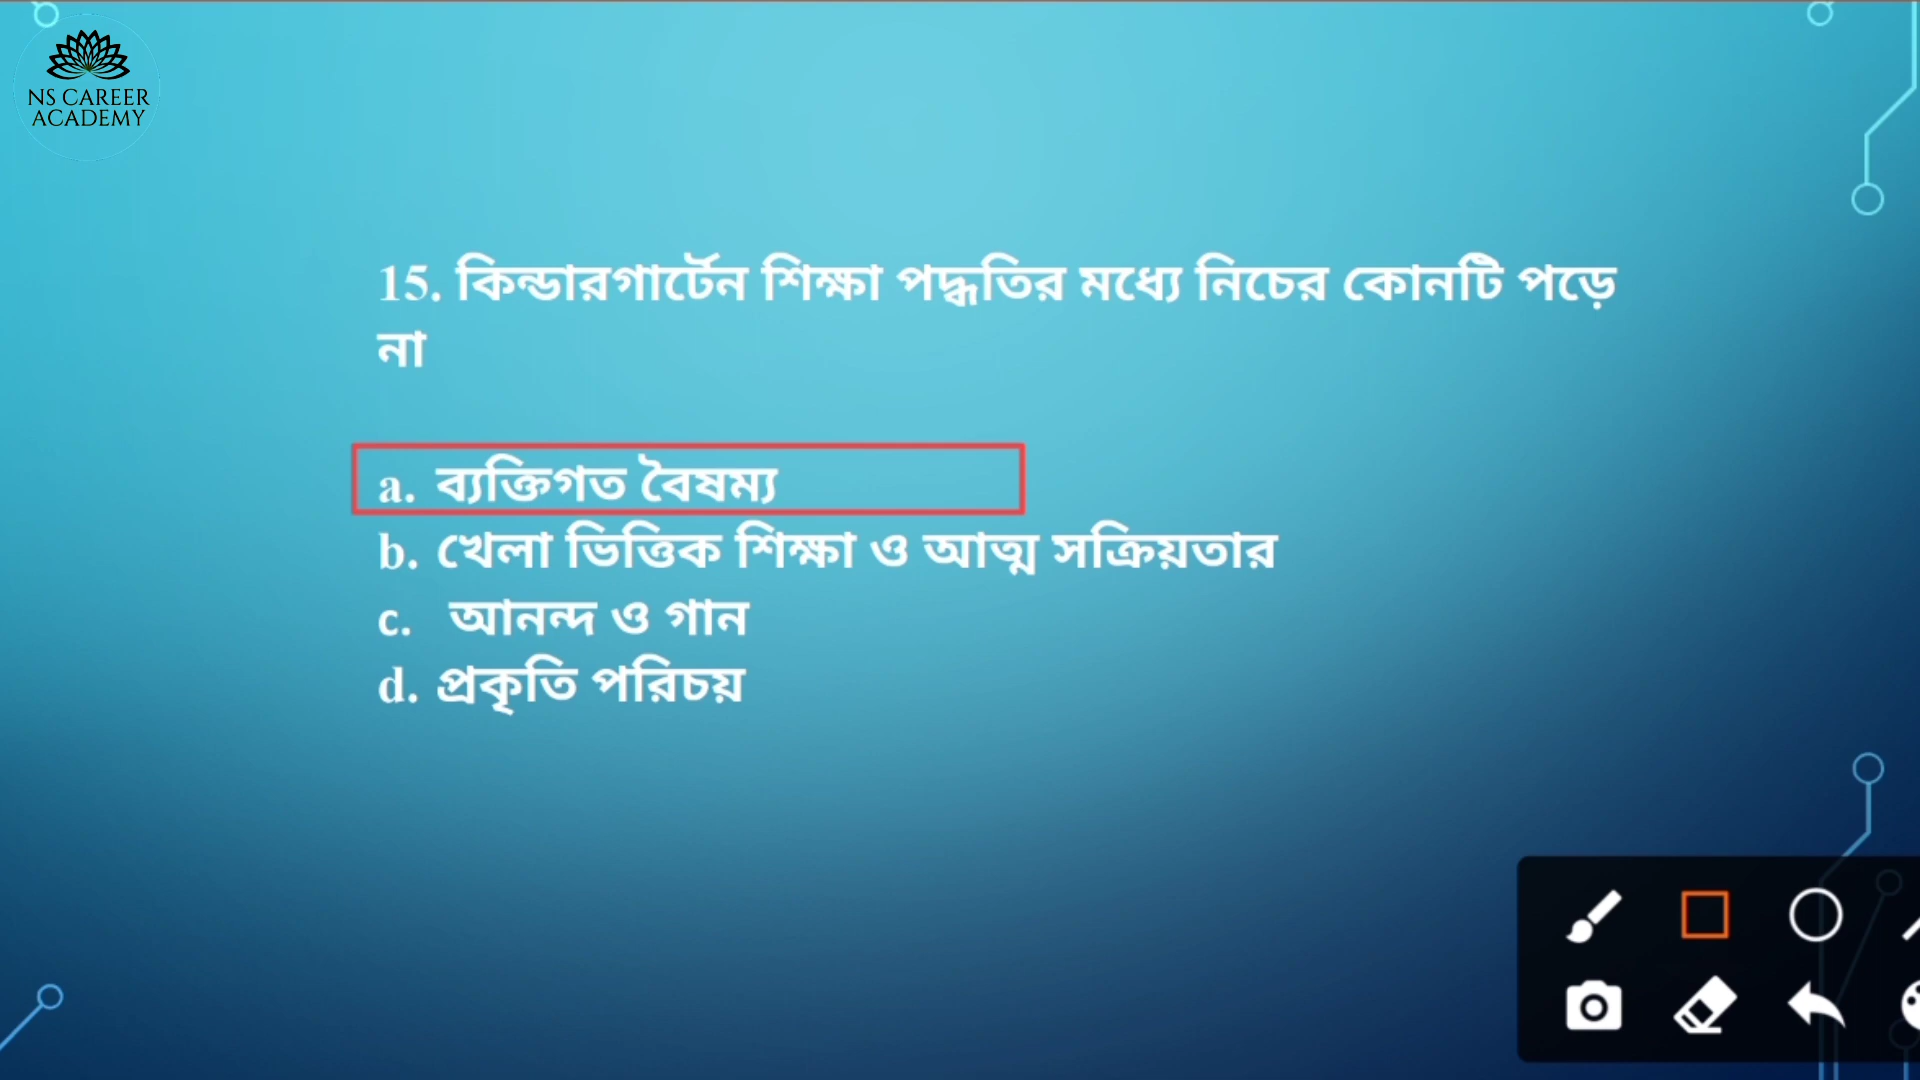 NS CAREER
ACADEMY
15. কিন্ডারগার্টেন শিক্ষা পদ্ধতির মধ্যে নিচের কোনটি পড়ে
না
a. ব্যক্তিগত বৈষম্য
b. খেলা ভিত্তিক শিক্ষা ও আত্ম সক্রিয়তার
c. আনন্দ ও গান
d. প্রকৃতি পরিচয়